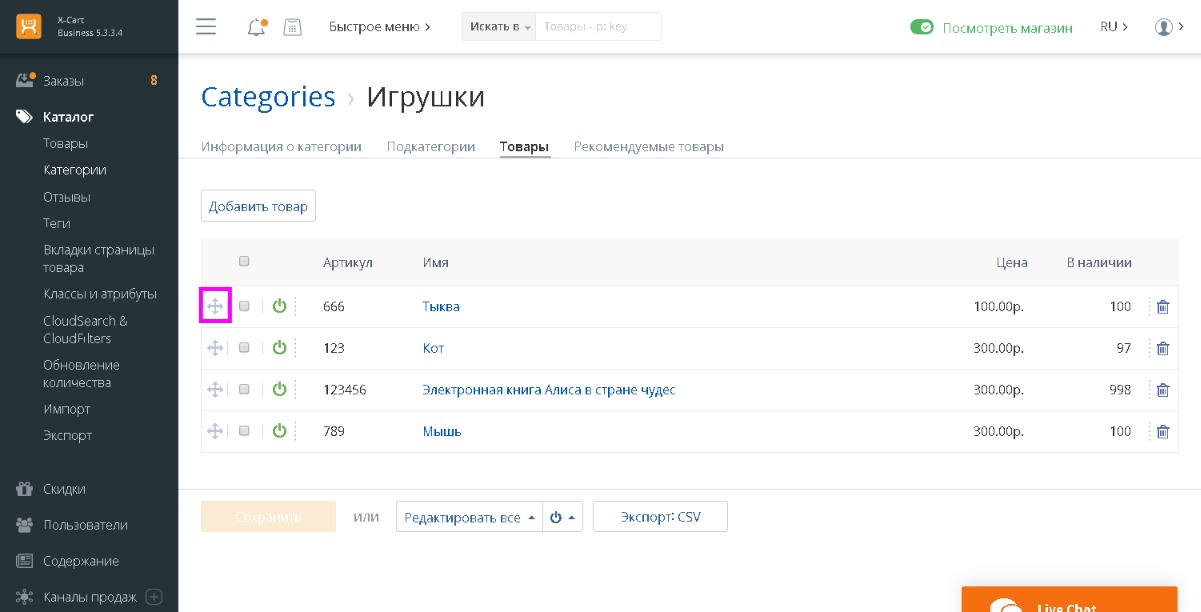 X-Cart
Business 5.3.3.4
Быстрое меню
Искать в
Товары - p: key
Посмотреть магазин
RU
Заказы
8
Каталог
Товары
Категории
Отзывы
Теги
Вкладки страницы
товара
Классы и атрибуты
CloudSearch &
CloudFilters
Обновление
количества
Импорт
Экспорт
Скидки
Пользователи
Содержание
Каналы продаж
Categories › Игрушки
Информация о категории Подкатегории Товары Рекомендуемые товары
Добавить товар
Артикул Имя Цена В наличии
666 Тыква 100.00р. 100
123 Кот 300.00р. 97
123456 Электронная книга Алиса в стране чудес 300.00р. 998
789 Мышь 300.00р. 100
Сохранить или Редактировать все Экспорт: CSV
Live Chat